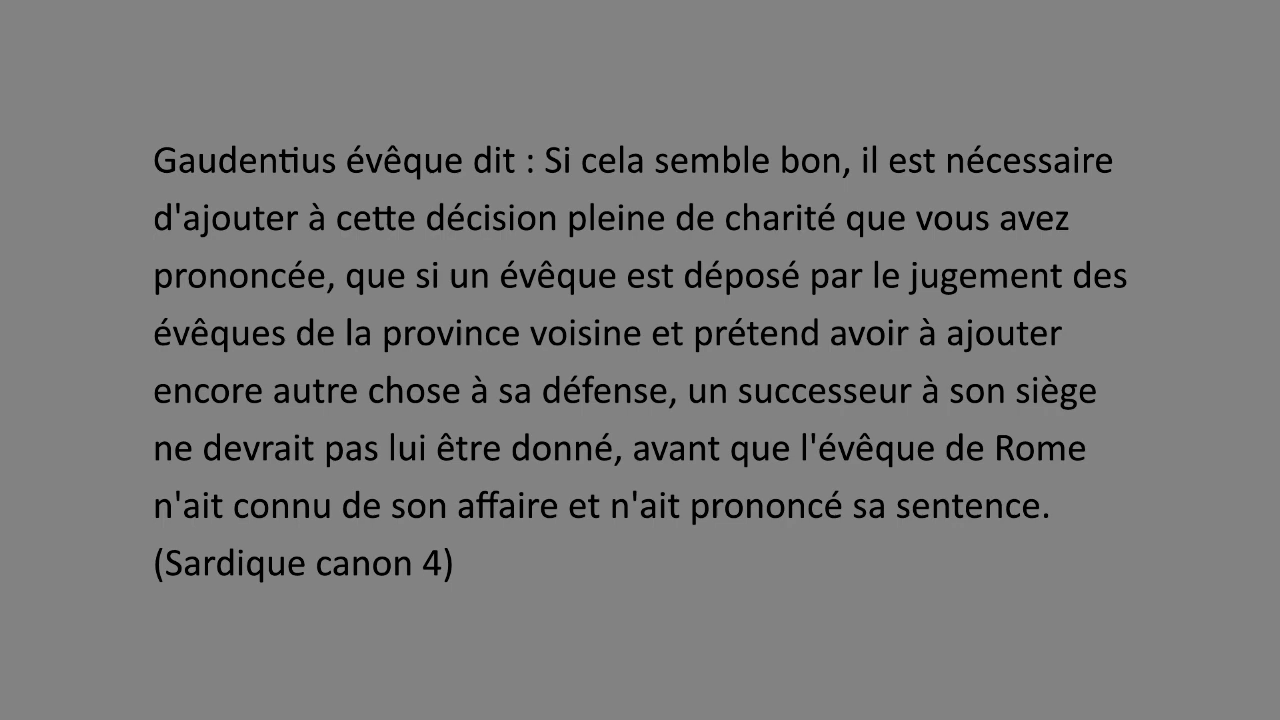 Gaudentius évêque dit : Si cela semble bon, il est nécessaire
d'ajouter à cette décision pleine de charité que vous avez
prononcée, que si un évêque est déposé par le jugement des
évêques de la province voisine et prétend avoir à ajouter
encore autre chose à sa défense, un successeur à son siège
ne devrait pas lui être donné, avant que l'évêque de Rome
n'ait connu de son affaire et n'ait prononcé sa sentence.
(Sardique canon 4)